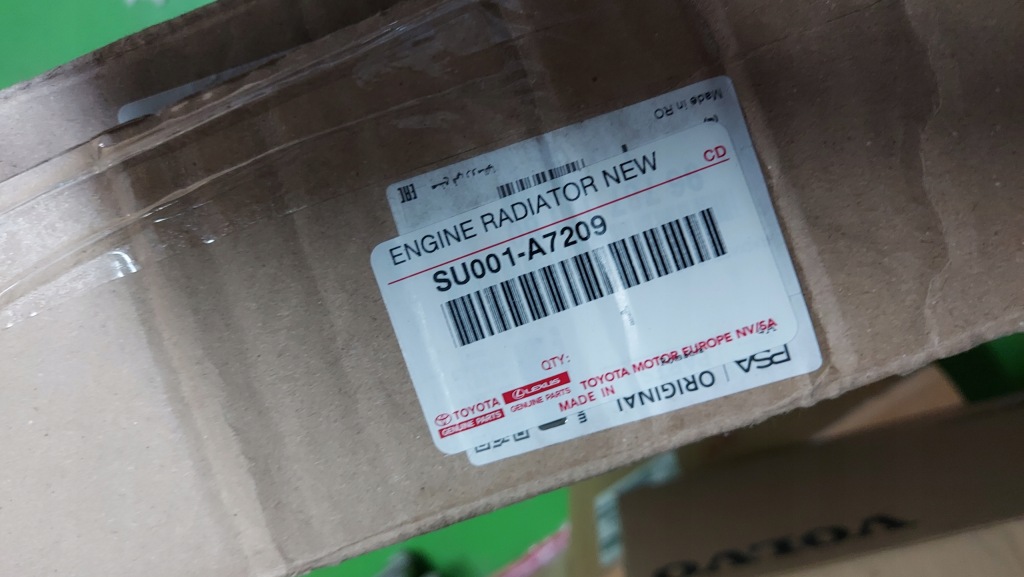 Made in RO
ENGINE RADIATOR NEW
CD
SU001-A7209
QTY:
TOYOTA
GENUINE PARTS
LEXUS
GENUINE PARTS
TOYOTA MOTOR EUROPE NV/SA
MADE IN
PSA | ORIGINAL
VOLVO